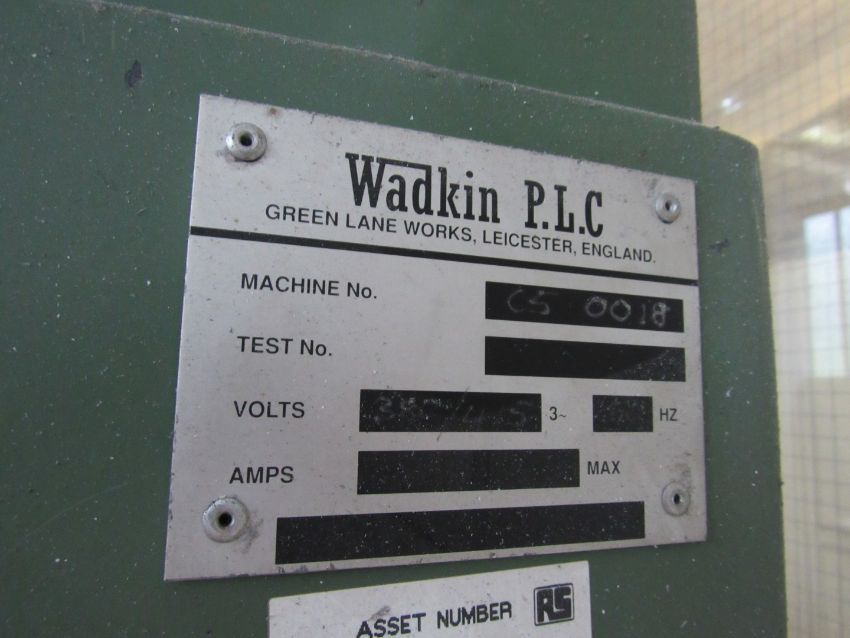 Wadkin P.L.C
GREEN LANE WORKS, LEICESTER, ENGLAND.
MACHINE No. CS 0018
TEST No.
VOLTS 3~ HZ
AMPS MAX
ASSET NUMBER RS